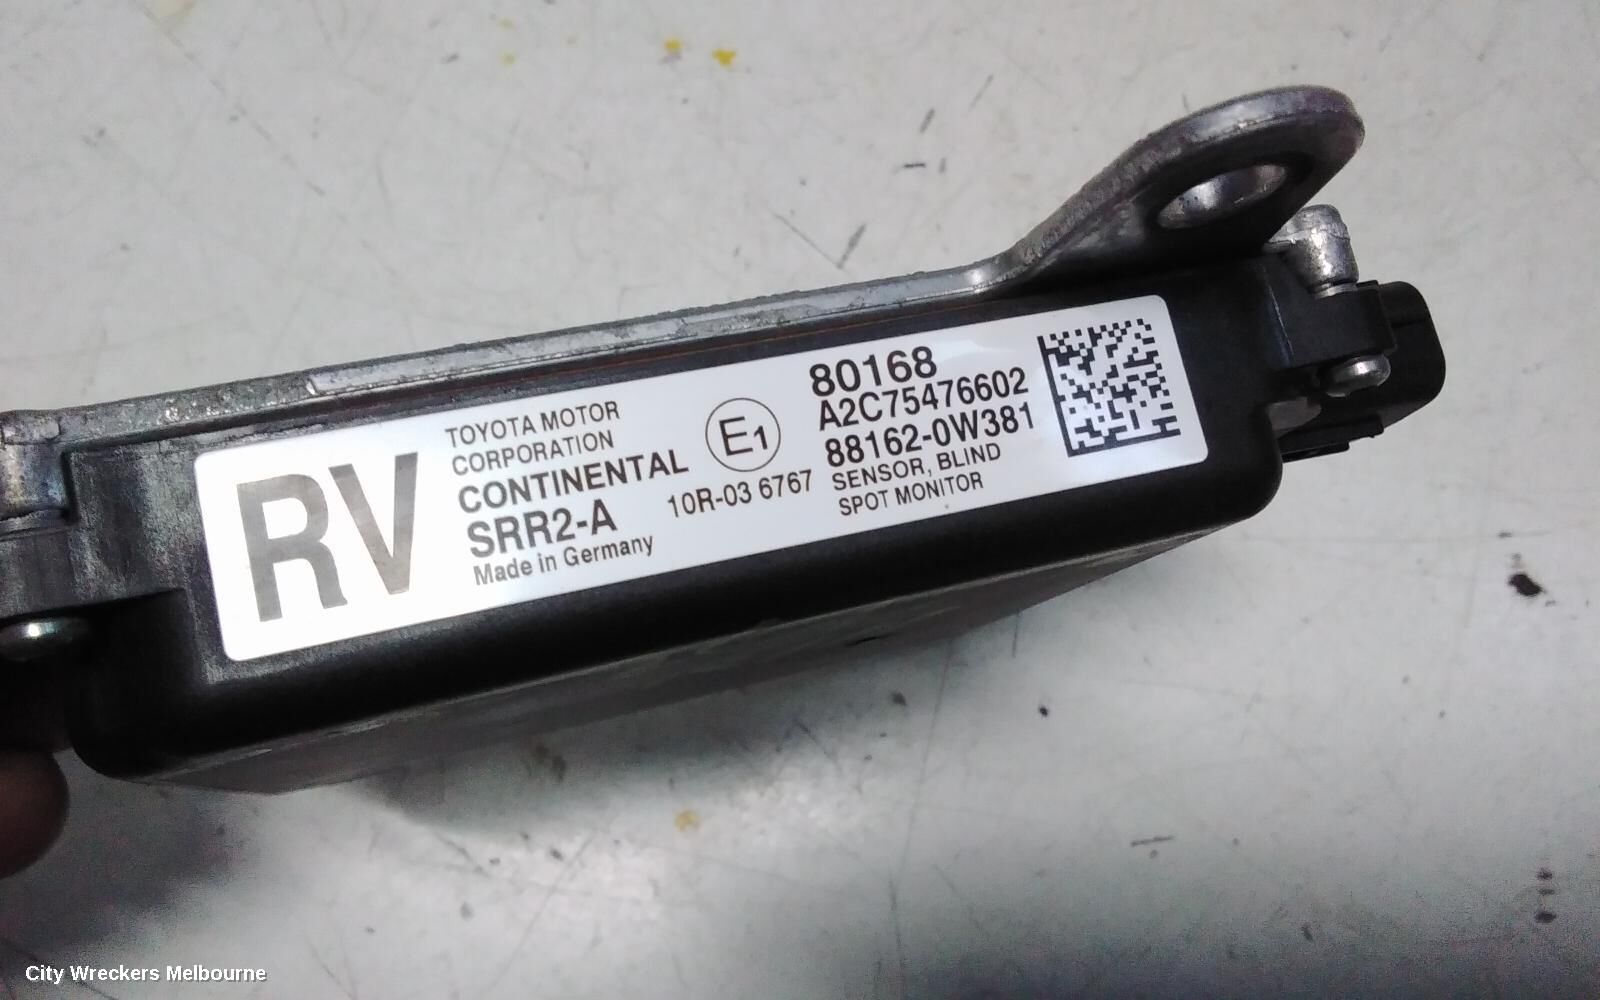 RV
TOYOTA MOTOR
CORPORATION
CONTINENTAL
SRR2-A
Made in Germany
E1
10R-03 6767
80168
A2C75476602
88162-0W381
SENSOR, BLIND
SPOT MONITOR
City Wreckers Melbourne